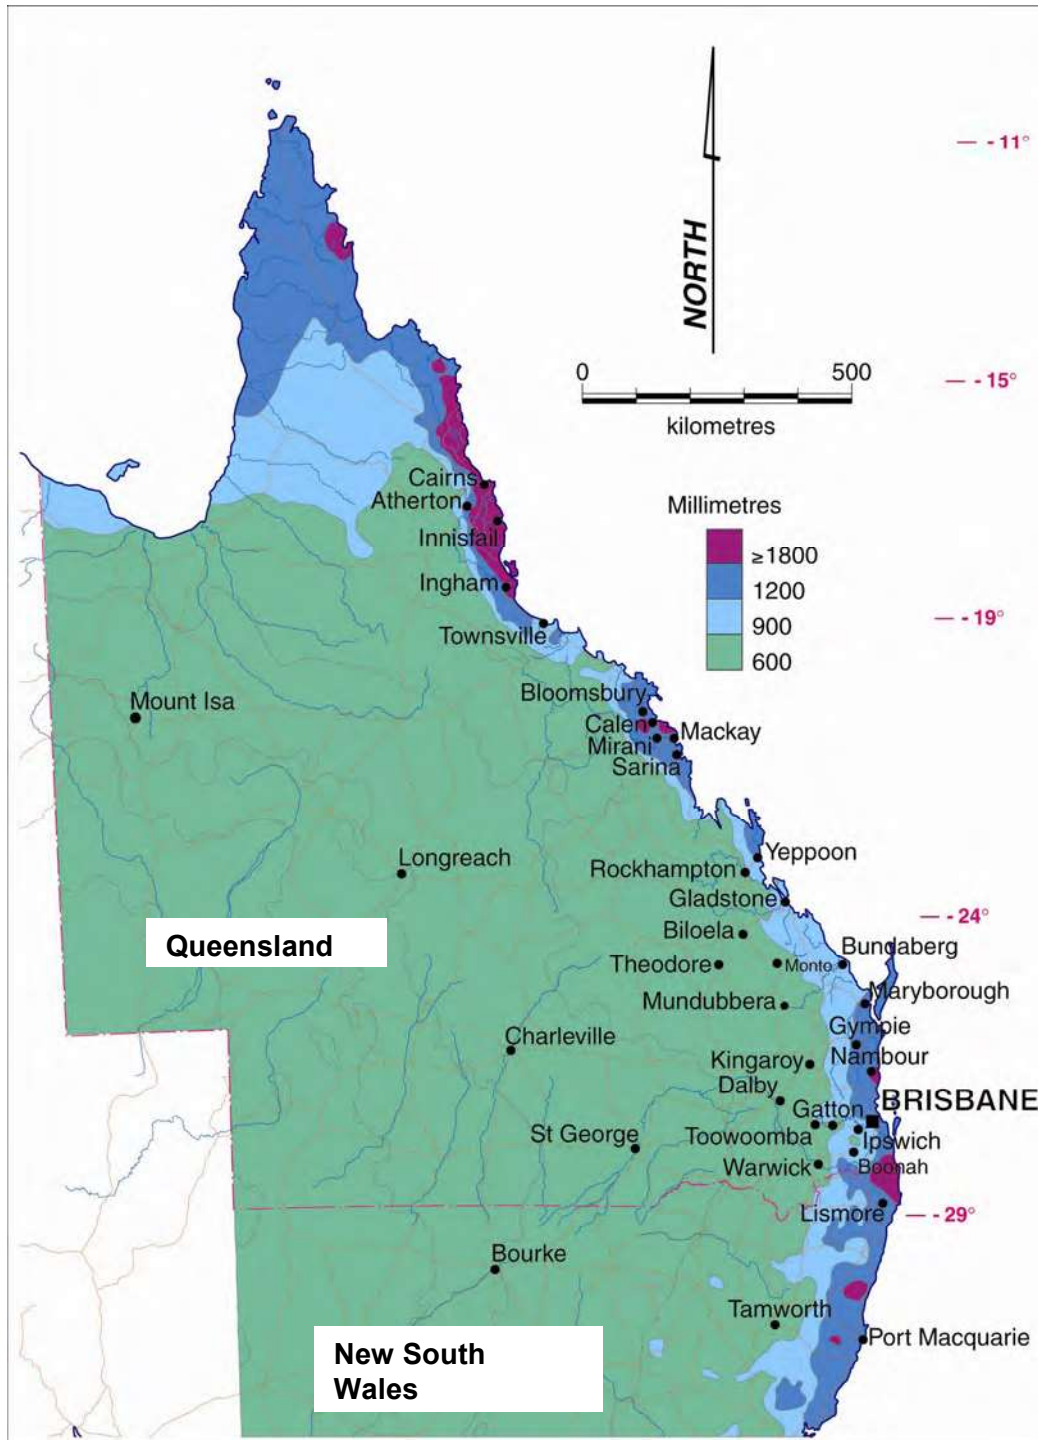 - 11°
NORTH
0 500
kilometres
- 15°
Cairns
Atherton
Innisfail
Ingham
Townsville
Millimetres
≥1800
1200
900
600
- 19°
Mount Isa
Bloomsbury
Calen
Mackay
Mirani
Sarina
Longreach
Yeppoon
Rockhampton
Gladstone
- 24°
Queensland
Biloela
Bundaberg
Theodore
Monto
Mundubbera
Maryborough
Charleville
Gympie
Kingaroy
Nambour
Dalby
BRISBANE
Gatton
St George
Toowoomba
Ipswich
Warwick
Boonah
Lismore
- 29°
Bourke
Tamworth
Port Macquarie
New South
Wales